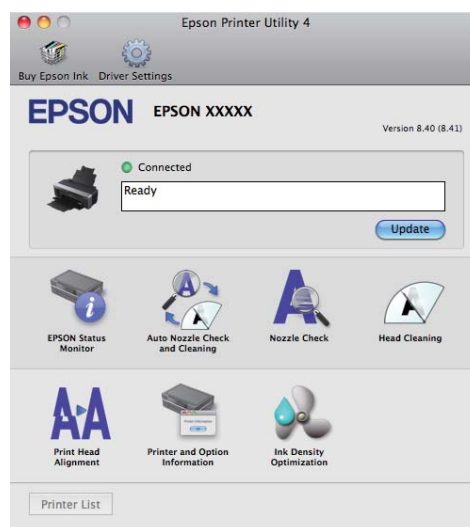 Epson Printer Utility 4
Buy Epson Ink Driver Settings
EPSON EPSON XXXXX
Version 8.40 (8.41)
Connected
Ready
Update
EPSON Status
Monitor
Auto Nozzle Check
and Cleaning
Nozzle Check
Head Cleaning
Print Head
Alignment
Printer and Option
Information
Ink Density
Optimization
Printer List